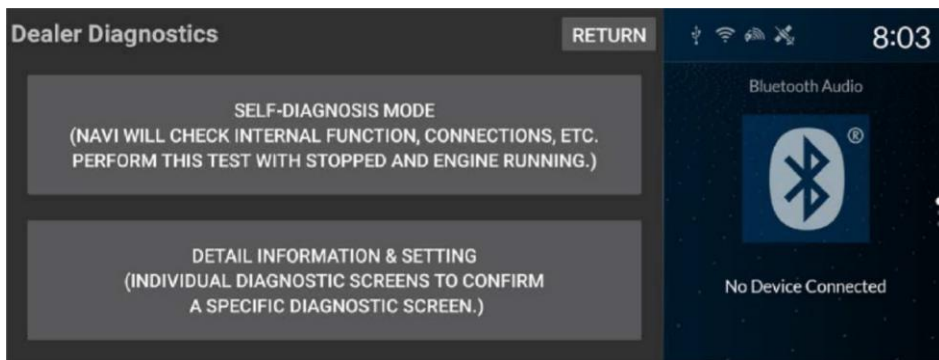 Dealer Diagnostics
RETURN
8:03
SELF-DIAGNOSIS MODE
(NAVI WILL CHECK INTERNAL FUNCTION, CONNECTIONS, ETC.
PERFORM THIS TEST WITH STOPPED AND ENGINE RUNNING.)
DETAIL INFORMATION & SETTING
(INDIVIDUAL DIAGNOSTIC SCREENS TO CONFIRM
A SPECIFIC DIAGNOSTIC SCREEN.)
Bluetooth Audio
®
No Device Connected